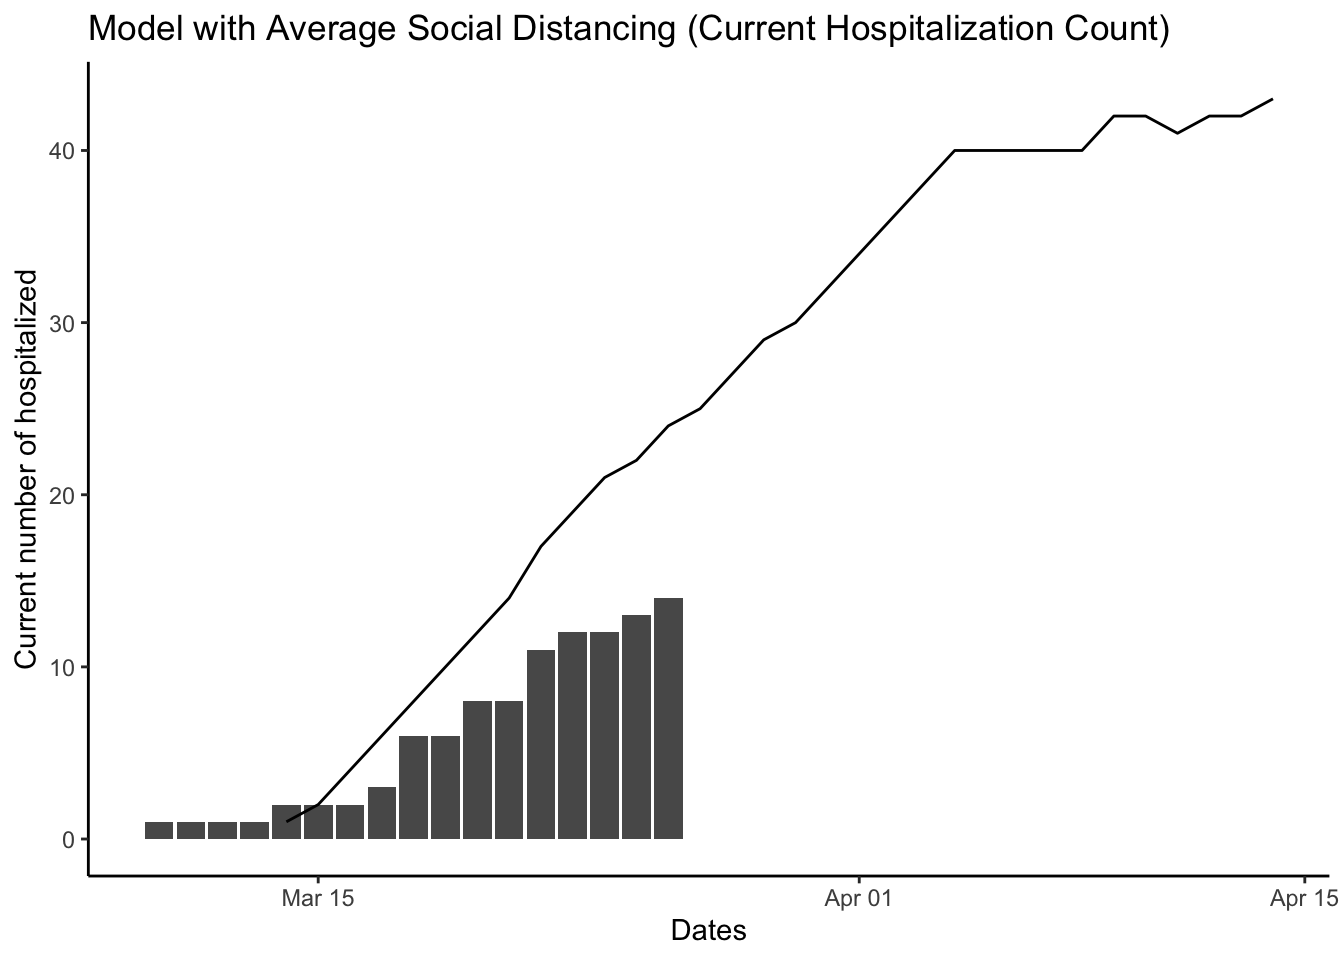 Model with Average Social Distancing (Current Hospitalization Count)
Current number of hospitalized
40
30
20
10
0
Mar 15
Apr 01
Apr 15
Dates